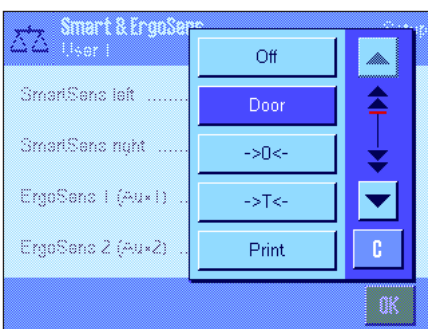 Smart & ErgoSens
User 1
SmartSens left ......
SmartSens right .....
ErgoSens 1 (Aux1) .
ErgoSens 2 (Aux2) ..
Off
Door
->0<-
->T<-
Print
C
OK